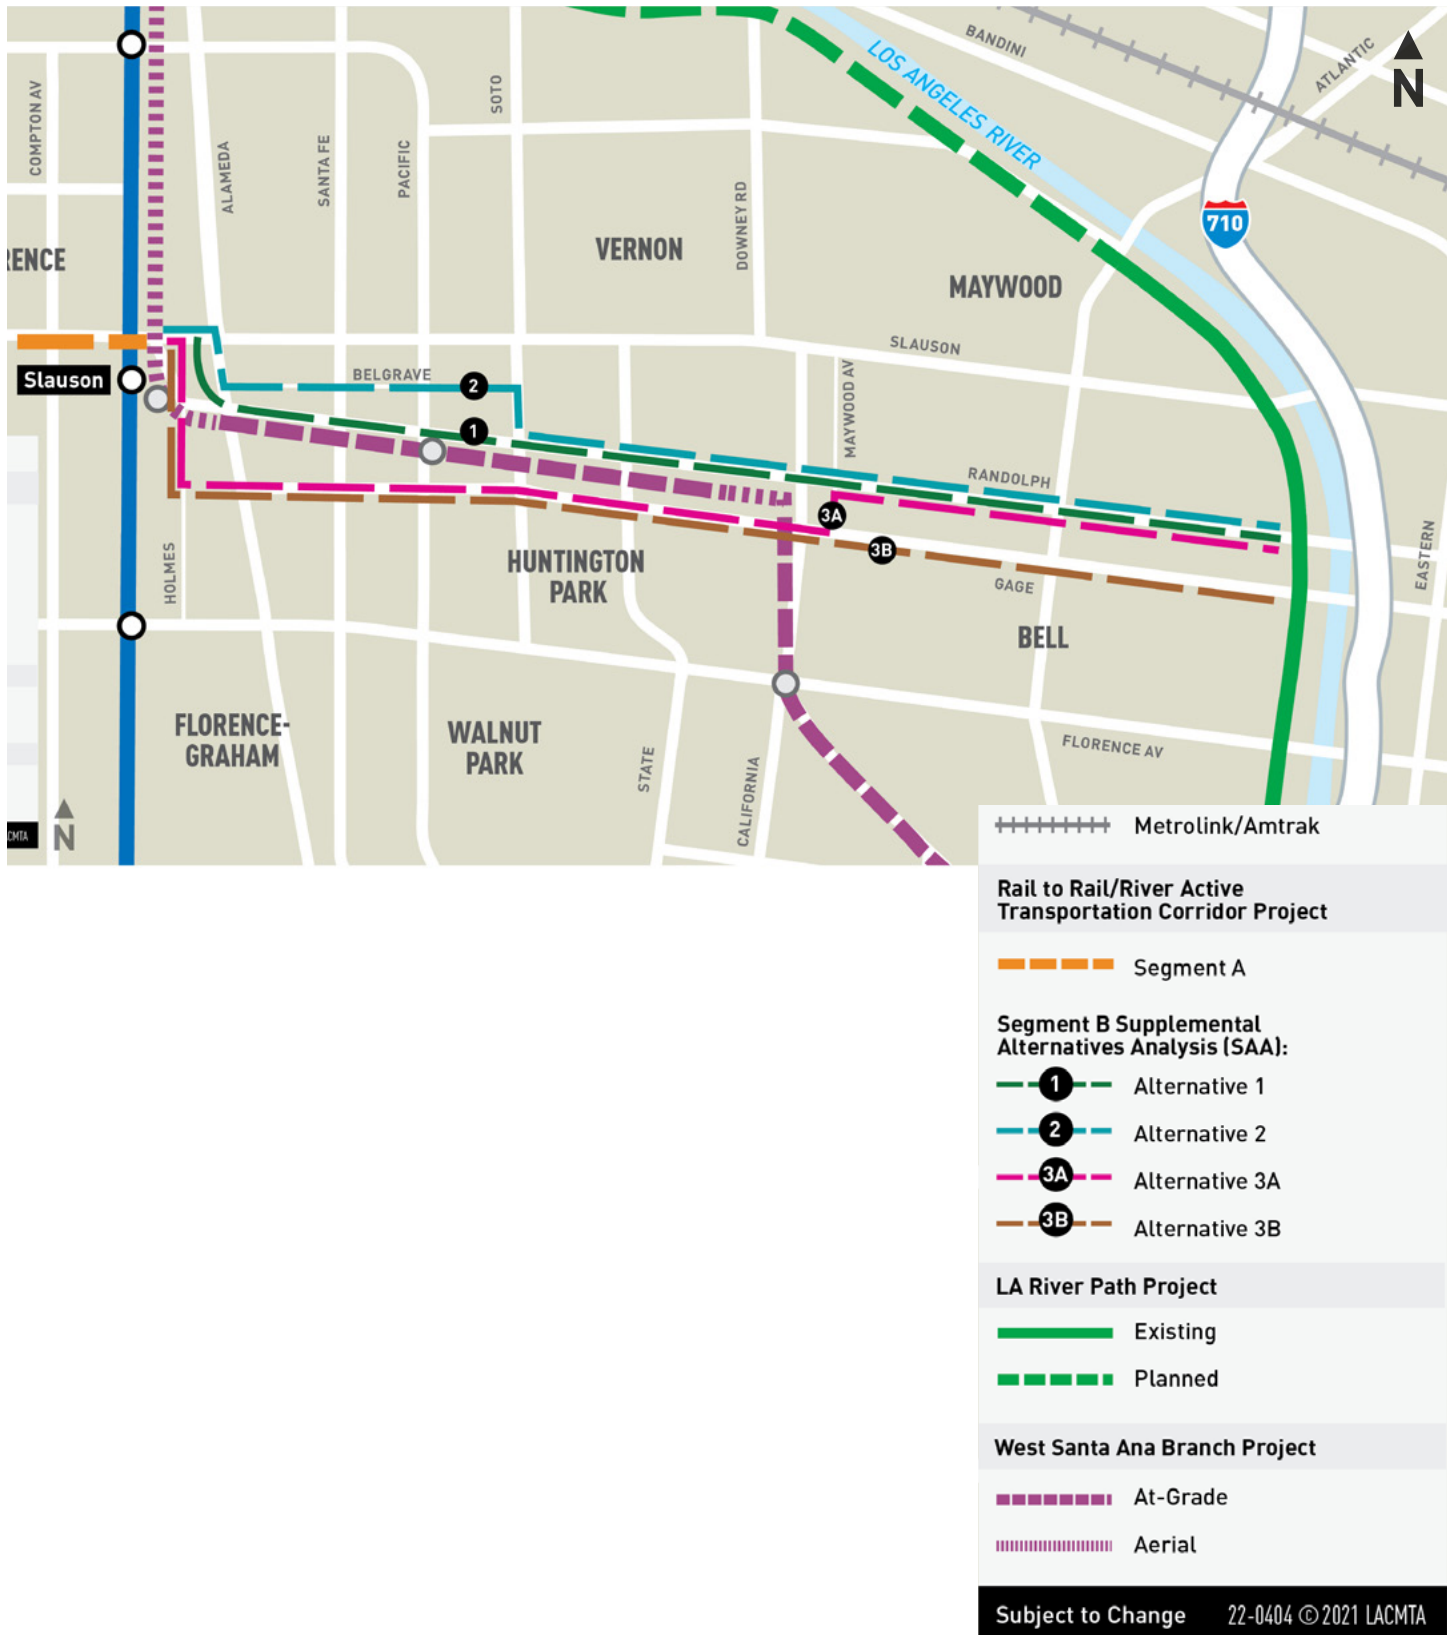 COMPTON AV
ALAMEDA
SANTA FE
PACIFIC
SOTO
DOWNEY RD
BANDINI
ATLANTIC
N
LOS ANGELES RIVER
710
VERNON
MAYWOOD
RENCE
Slauson
BELGRAVE
2
1
SLAUSON
MAYWOOD AV
RANDOLPH
3A
3B
GAGE
EASTERN
HOLMES
HUNTINGTON
PARK
BELL
FLORENCE-
GRAHAM
WALNUT
PARK
STATE
CALIFORNIA
FLORENCE AV
CMTA
N
Metrolink/Amtrak
Rail to Rail/River Active
Transportation Corridor Project
Segment A
Segment B Supplemental
Alternatives Analysis (SAA):
1 Alternative 1
2 Alternative 2
3A Alternative 3A
3B Alternative 3B
LA River Path Project
Existing
Planned
West Santa Ana Branch Project
At-Grade
Aerial
Subject to Change 22-0404 © 2021 LACMTA